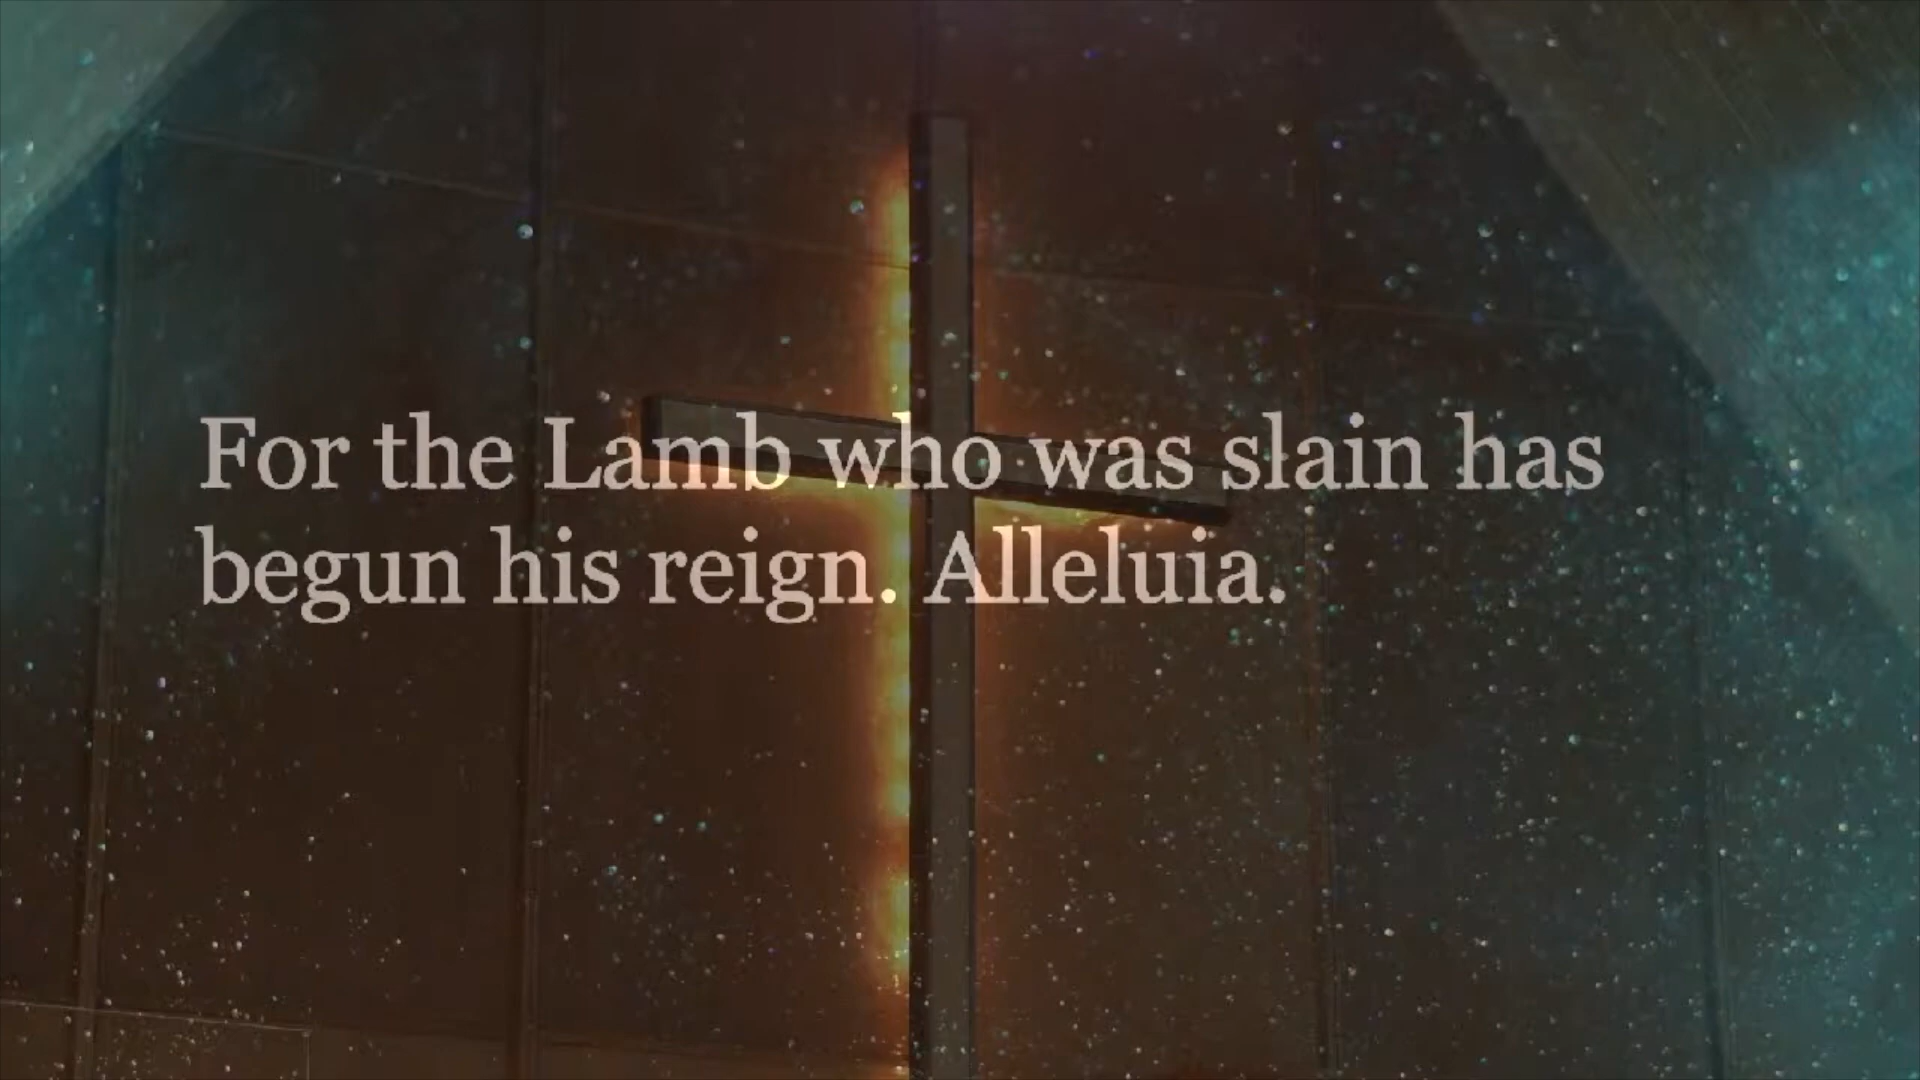 For the Lamb who was slain has
begun his reign. Alleluia.